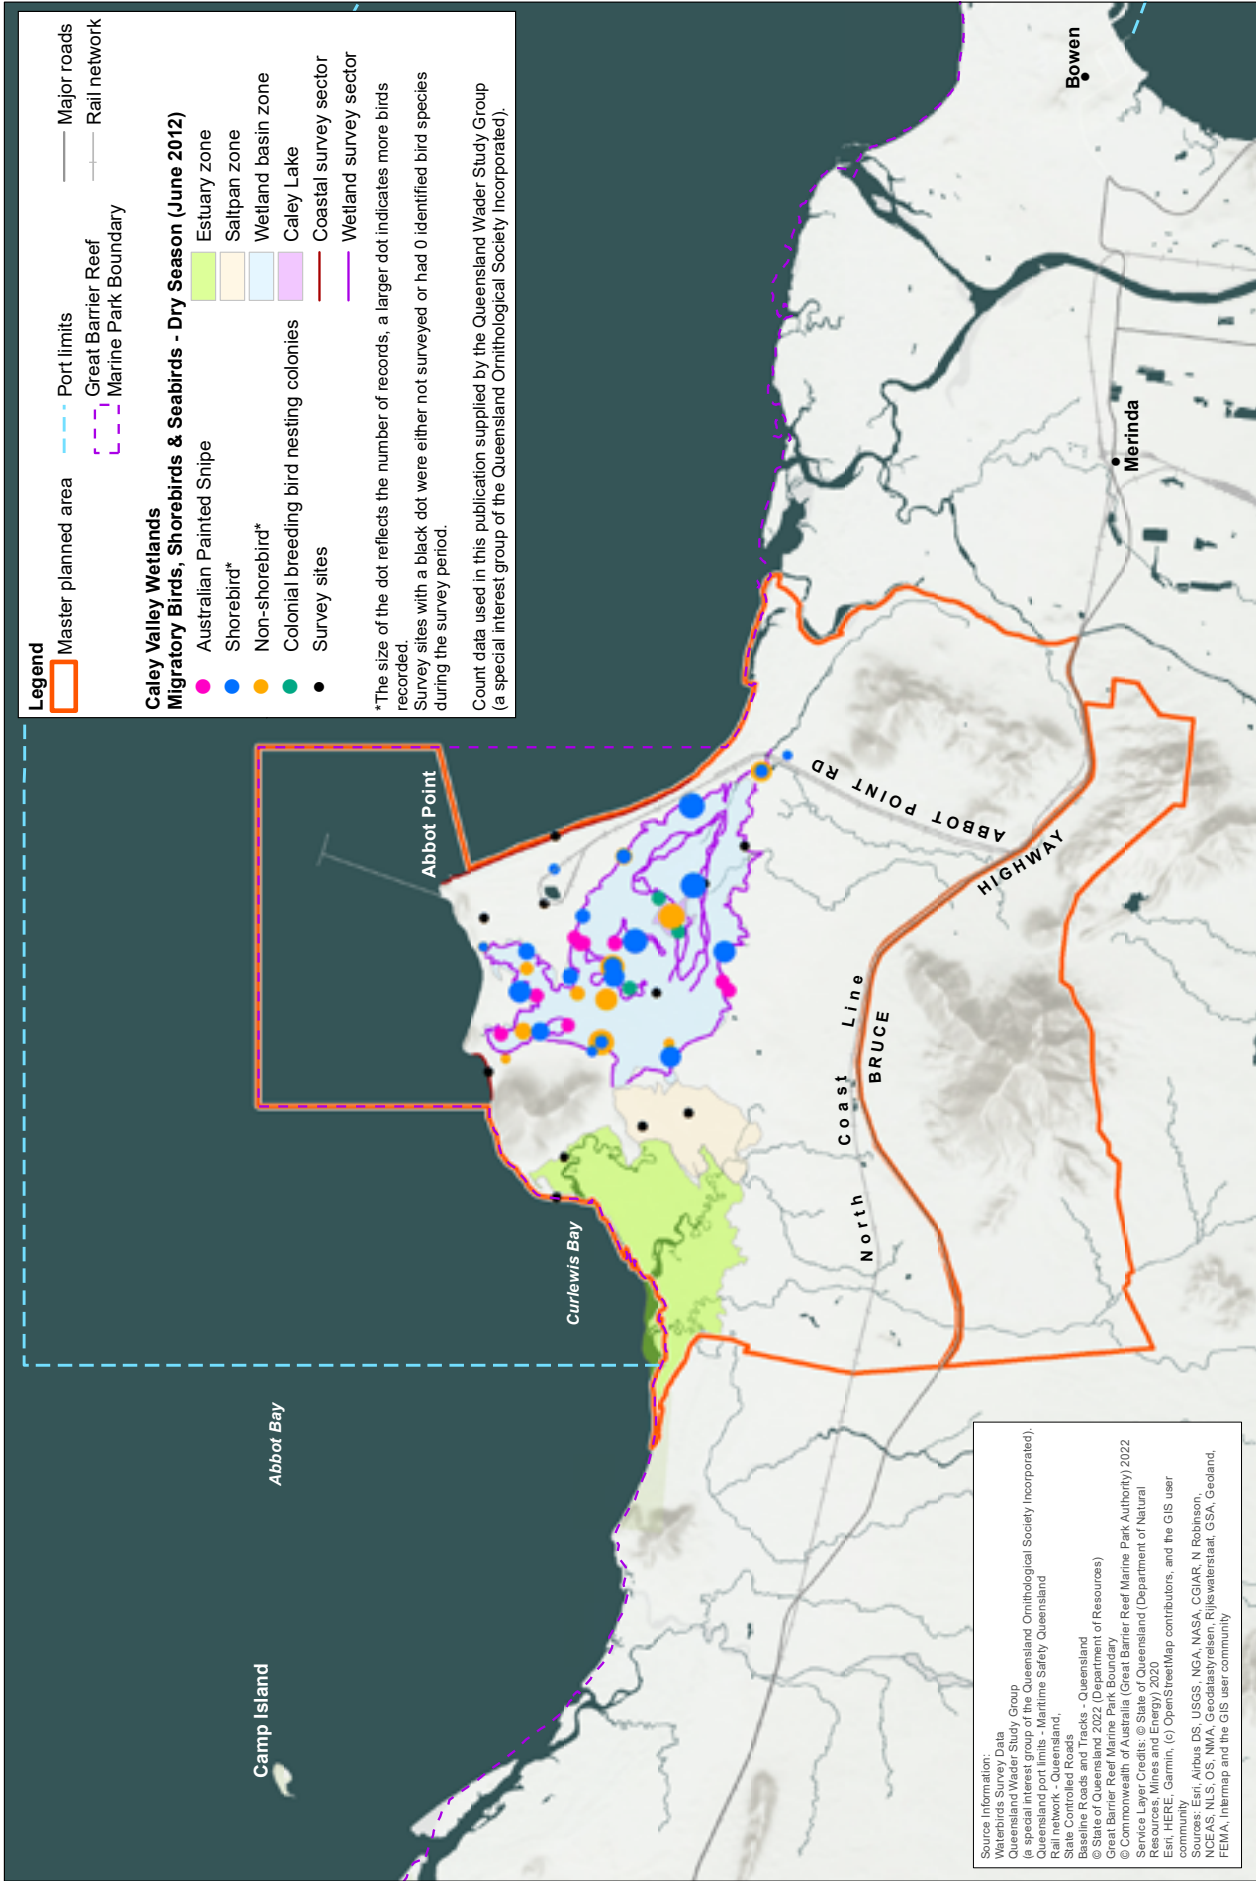 Legend
Master planned area
Port limits
Great Barrier Reef
Marine Park Boundary
Major roads
Rail network
Caley Valley Wetlands
Migratory Birds, Shorebirds & Seabirds - Dry Season (June 2012)
Australian Painted Snipe
Shorebird*
Non-shorebird*
Colonial breeding bird nesting colonies
Survey sites
Estuary zone
Saltpan zone
Wetland basin zone
Caley Lake
Coastal survey sector
Wetland survey sector
*The size of the dot reflects the number of records, a larger dot indicates more birds
recorded.
Survey sites with a black dot were either not surveyed or had 0 identified bird species
during the survey period.
Count data used in this publication supplied by the Queensland Wader Study Group
(a special interest group of the Queensland Ornithological Society Incorporated).
Camp Island
Abbot Bay
Curlewis Bay
Abbot Point
ABBOT POINT RD
North Coast Line
BRUCE HIGHWAY
Merinda
Bowen
Source Information:
Waterbirds Survey Data
Queensland Wader Study Group
(a special interest group of the Queensland Ornithological Society Incorporated).
Queensland port limits - Maritime Safety Queensland
Rail network - Queensland,
State Controlled Roads
Baseline Roads and Tracks - Queensland
© State of Queensland 2022 (Department of Resources)
Great Barrier Reef Marine Park Boundary
© Commonwealth of Australia (Great Barrier Reef Marine Park Authority) 2022
Service Layer Credits: © State of Queensland (Department of Natural
Resources, Mines and Energy) 2020
Esri, HERE, Garmin, (c) OpenStreetMap contributors, and the GIS user
community
Sources: Esri, Airbus DS, USGS, NGA, NASA, CGIAR, N Robinson,
NCEAS, NLS, OS, NMA, Geodatastyrelsen, Rijkswaterstaat, GSA, Geoland,
FEMA, Intermap and the GIS user community